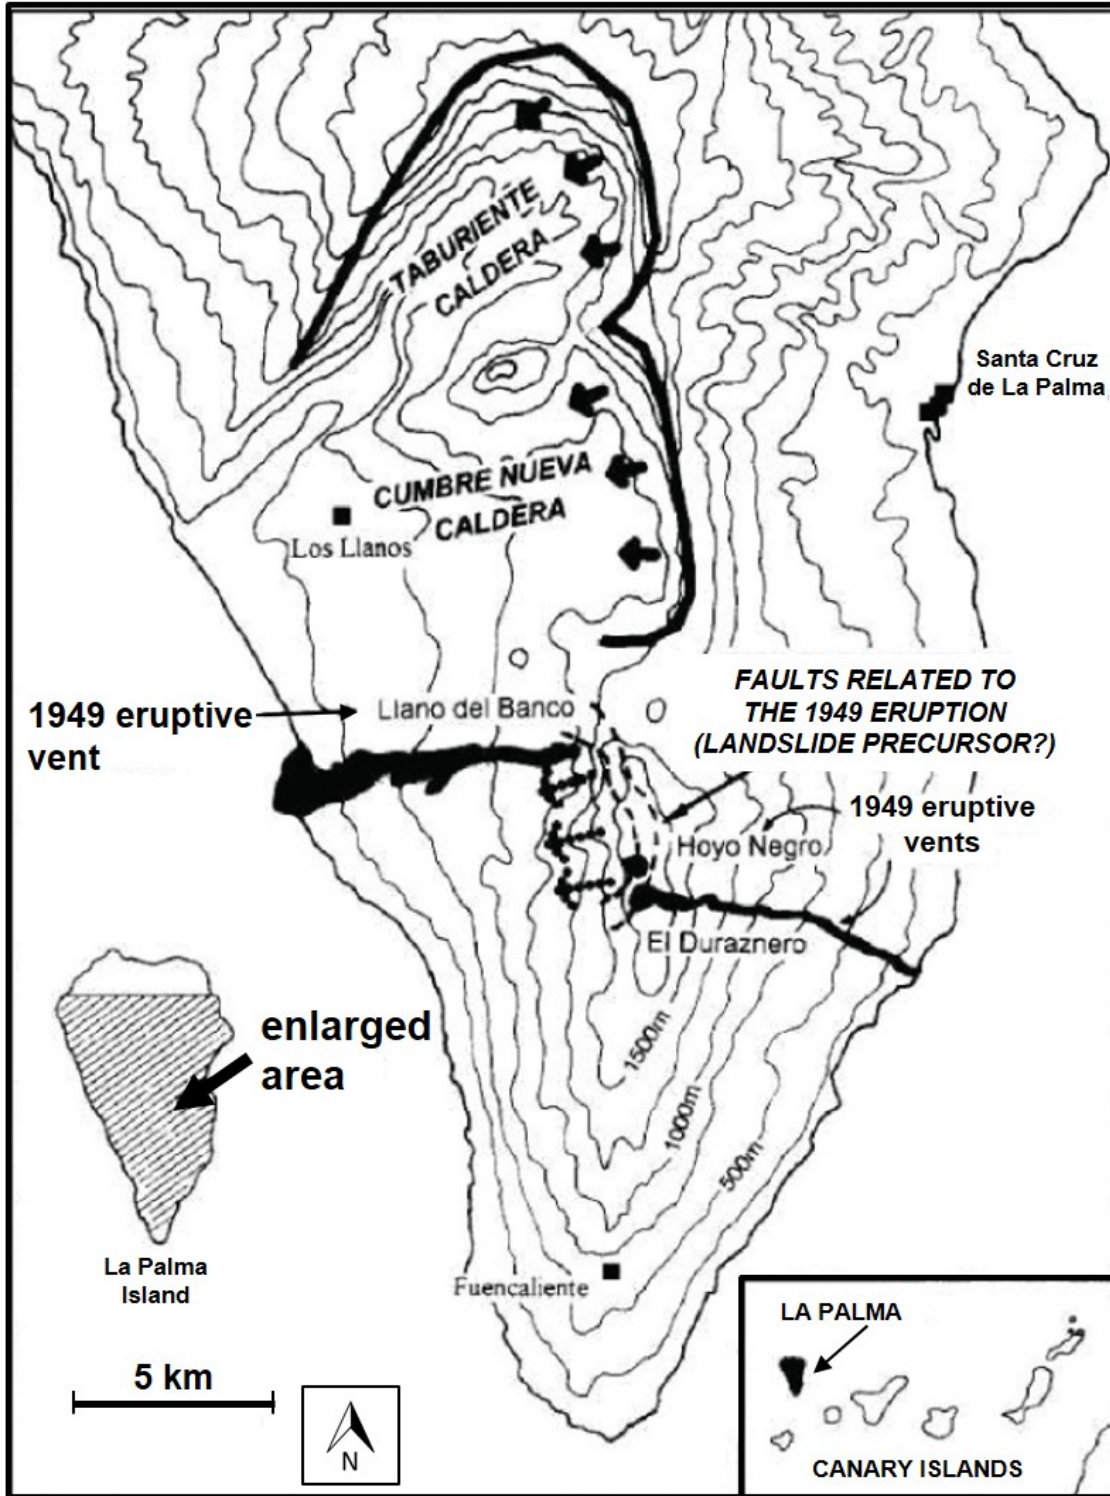 TABURIENTE
CALDERA
Santa Cruz
de La Palma
CUMBRE NUEVA
CALDERA
Los Llanos
FAULTS RELATED TO
THE 1949 ERUPTION
(LANDSLIDE PRECURSOR?)
1949 eruptive
vent
Llano del Banco
1949 eruptive
vents
Hoyo Negro
El Duraznero
enlarged
area
1500m
1000m
500m
La Palma
Island
Fuencaliente
5 km
N
LA PALMA
CANARY ISLANDS